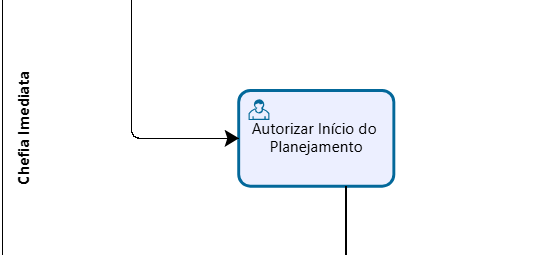 Chefia Imediata
Autorizar Início do
Planejamento